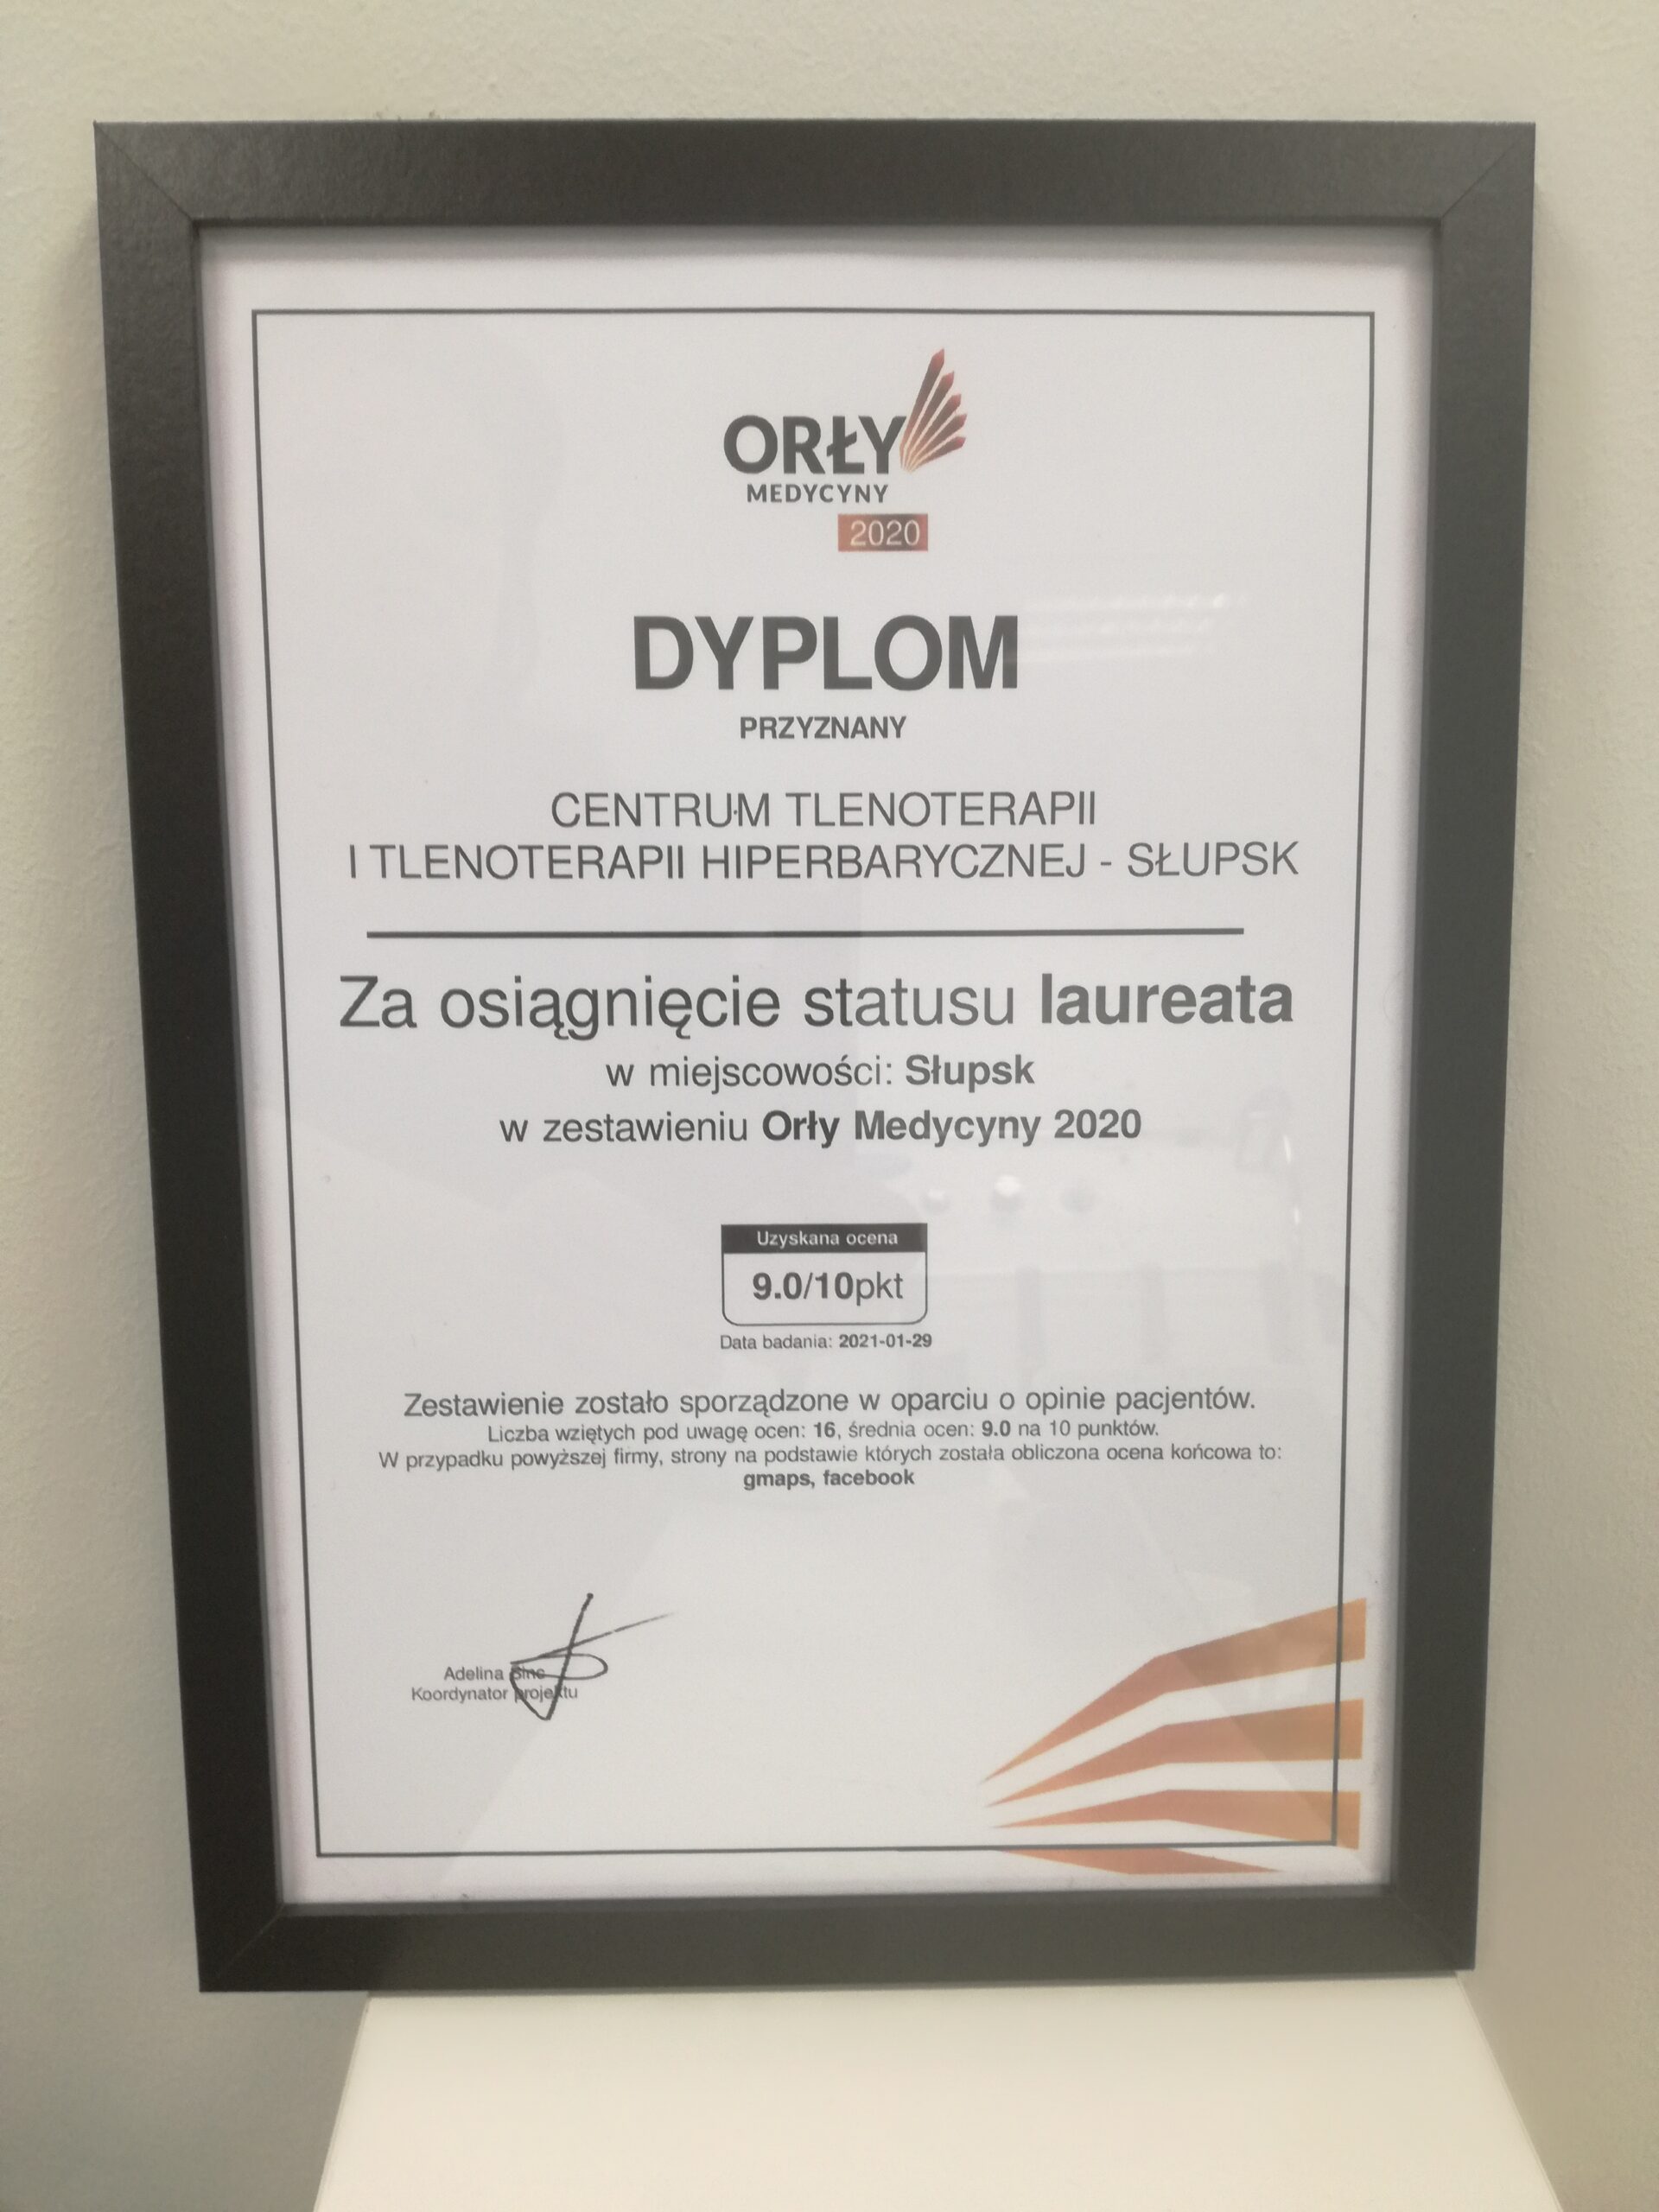 ORŁY
MEDYCYNY
2020
DYPLOM
PRZYZNANY
CENTRUM TLENOTERAPII
I TLENOTERAPII HIPERBARYCZNEJ - SŁUPSK
Za osiągnięcie statusu laureata
w miejscowości: Słupsk
w zestawieniu Orły Medycyny 2020
Uzyskana ocena
9.0/10pkt
Data badania: 2021-01-29
Zestawienie zostało sporządzone w oparciu o opinie pacjentów.
Liczba wziętych pod uwagę ocen: 16, średnia ocen: 9.0 na 10 punktów.
W przypadku powyższej firmy, strony na podstawie których została obliczona ocena końcowa to:
gmaps, facebook
Adelina
Koordynator projektu